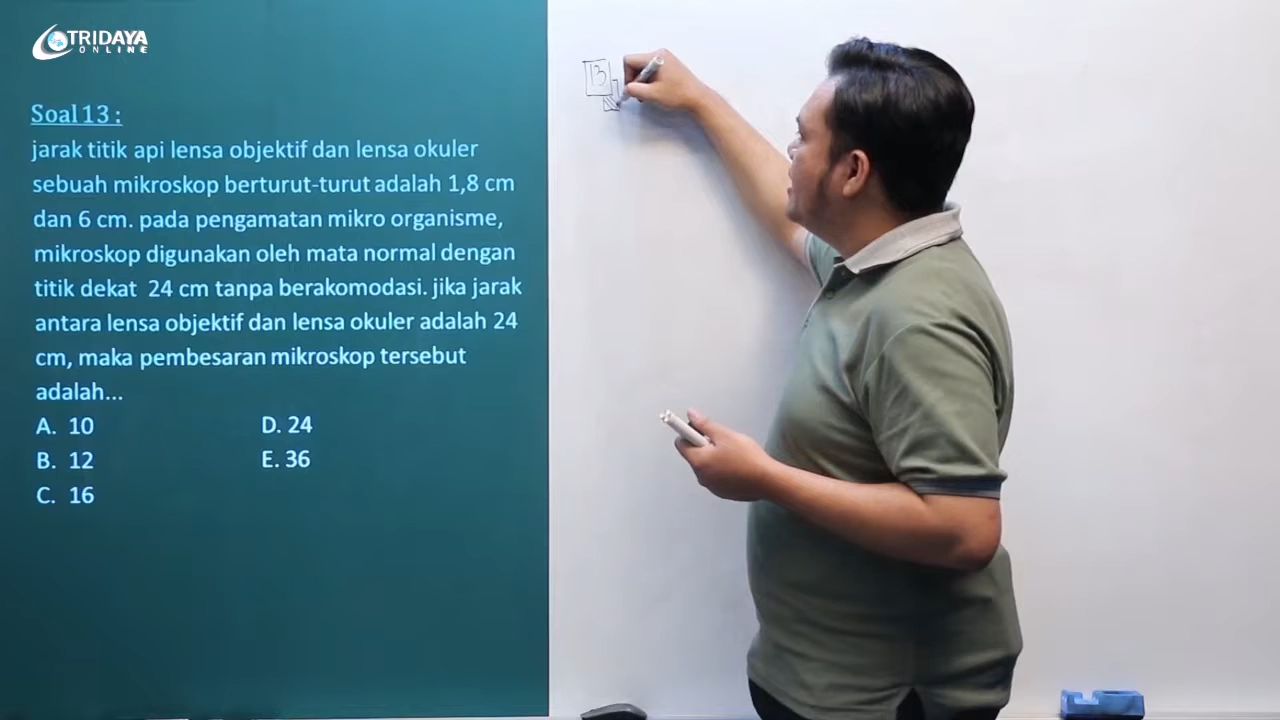 TRIDAYA
ONLINE
Soal 13 :
jarak titik api lensa objektif dan lensa okuler
sebuah mikroskop berturut-turut adalah 1,8 cm
dan 6 cm. pada pengamatan mikro organisme,
mikroskop digunakan oleh mata normal dengan
titik dekat 24 cm tanpa berakomodasi. jika jarak
antara lensa objektif dan lensa okuler adalah 24
cm, maka pembesaran mikroskop tersebut
adalah...
A. 10
D. 24
B. 12
E. 36
C. 16
13